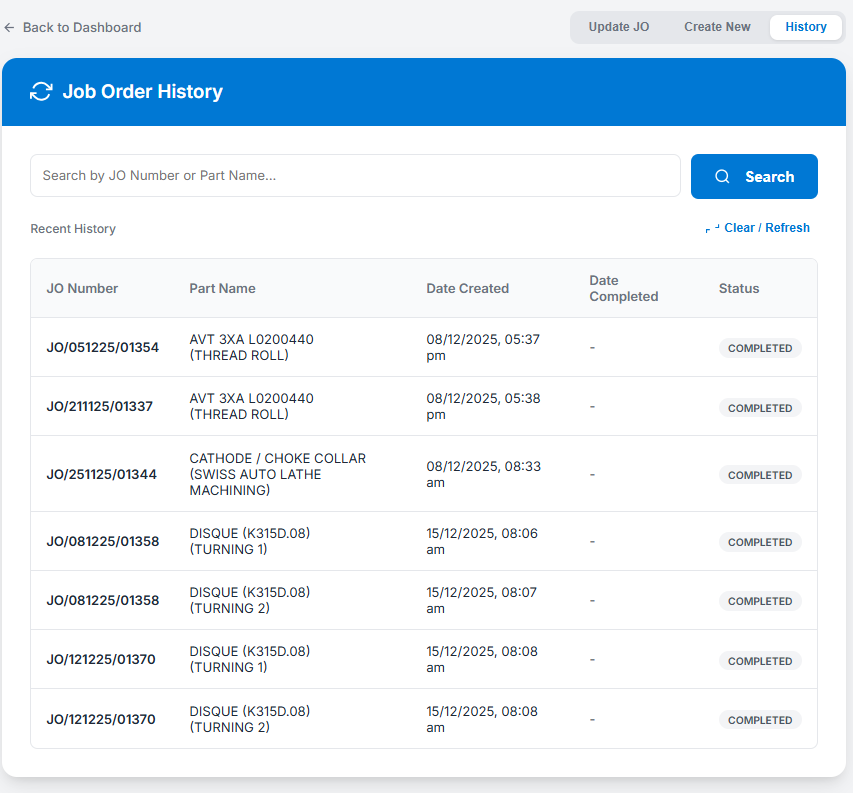 Back to Dashboard
Update JO
Create New
History
Job Order History
Search by JO Number or Part Name...
Search
Recent History
Clear / Refresh
JO Number
Part Name
Date Created
Date
Completed
Status
JO/051225/01354
AVT 3XA L0200440
(THREAD ROLL)
08/12/2025, 05:37
pm
-
COMPLETED
JO/211125/01337
AVT 3XA L0200440
(THREAD ROLL)
08/12/2025, 05:38
pm
-
COMPLETED
JO/251125/01344
CATHODE / CHOKE COLLAR
(SWISS AUTO LATHE
MACHINING)
08/12/2025, 08:33
am
-
COMPLETED
JO/081225/01358
DISQUE (K315D.08)
(TURNING 1)
15/12/2025, 08:06
am
-
COMPLETED
JO/081225/01358
DISQUE (K315D.08)
(TURNING 2)
15/12/2025, 08:07
am
-
COMPLETED
JO/121225/01370
DISQUE (K315D.08)
(TURNING 1)
15/12/2025, 08:08
am
-
COMPLETED
JO/121225/01370
DISQUE (K315D.08)
(TURNING 2)
15/12/2025, 08:08
am
-
COMPLETED